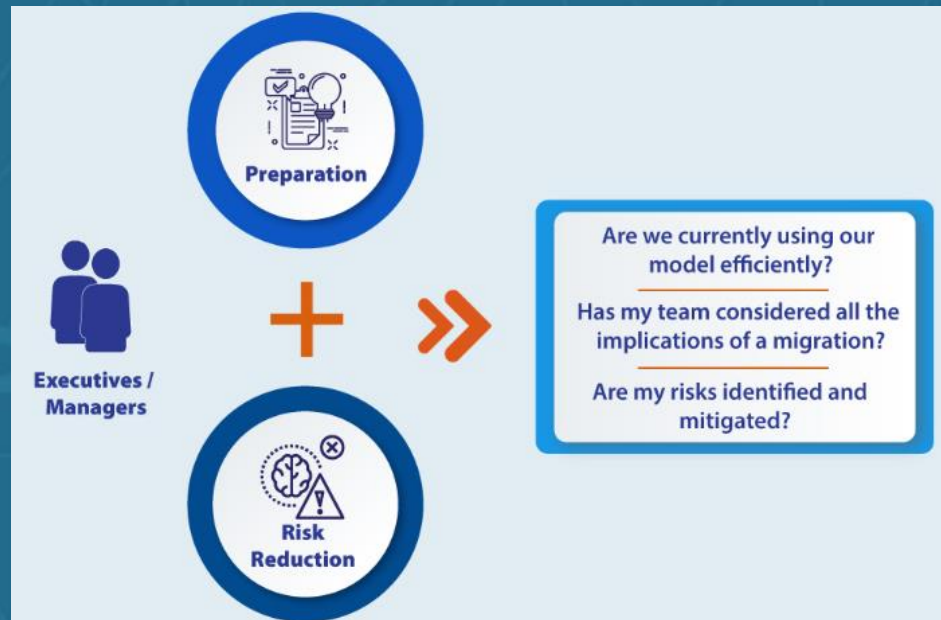 Preparation
Executives /
Managers
Risk
Reduction
Are we currently using our
model efficiently?
Has my team considered all the
implications of a migration?
Are my risks identified and
mitigated?